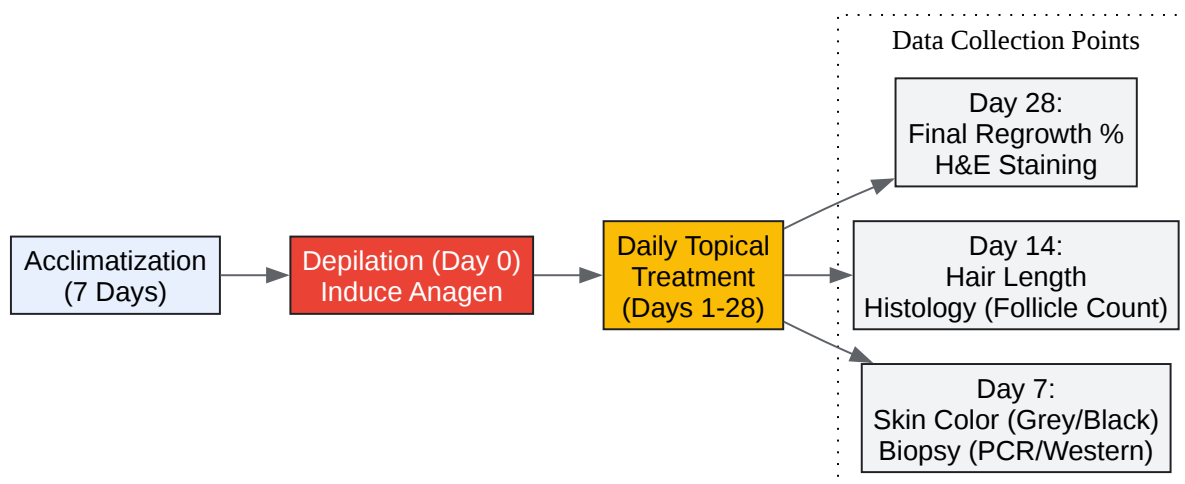 Acclimatization
(7 Days)
Depilation (Day 0)
Induce Anagen
Daily Topical
Treatment
(Days 1-28)
Data Collection Points
Day 28:
Final Regrowth %
H&E Staining
Day 14:
Hair Length
Histology (Follicle Count)
Day 7:
Skin Color (Grey/Black)
Biopsy (PCR/Western)